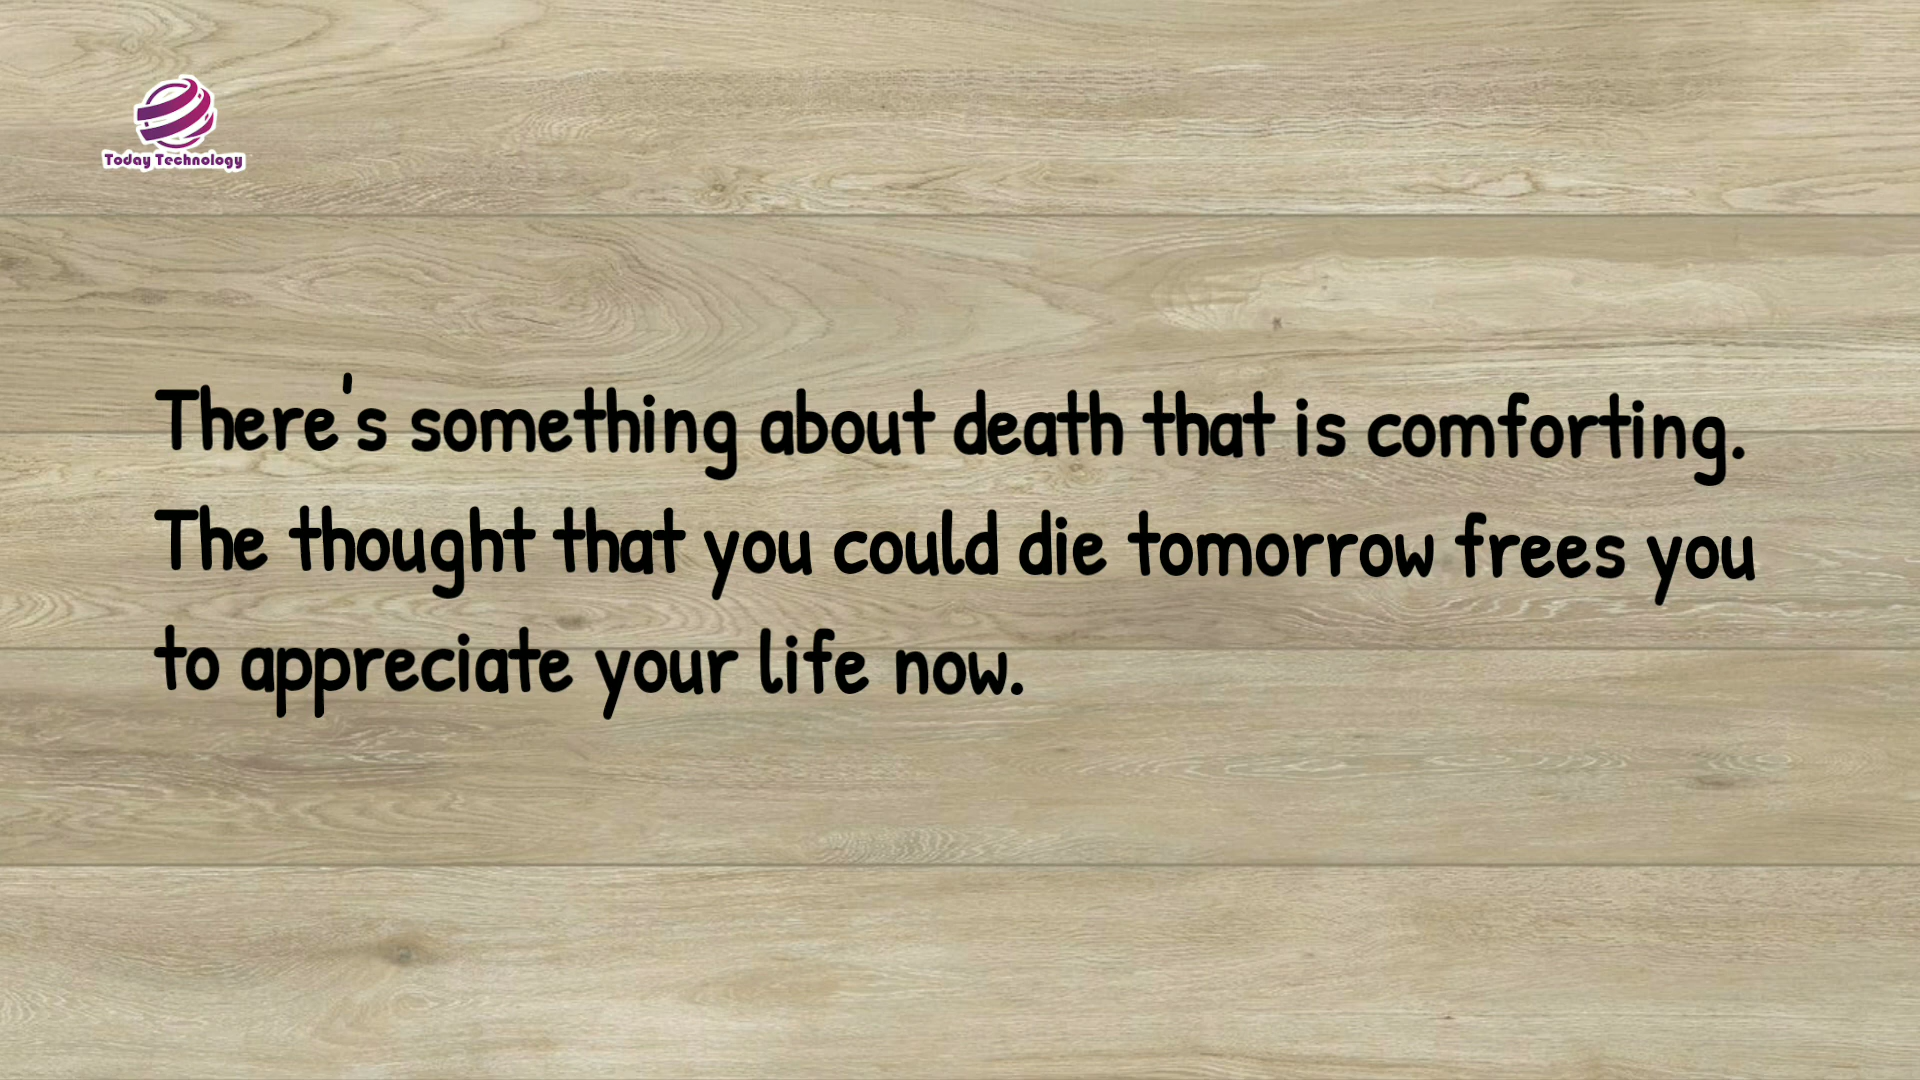 Today Technology
There's something about death that is comforting.
The thought that you could die tomorrow frees you
to appreciate your life now.